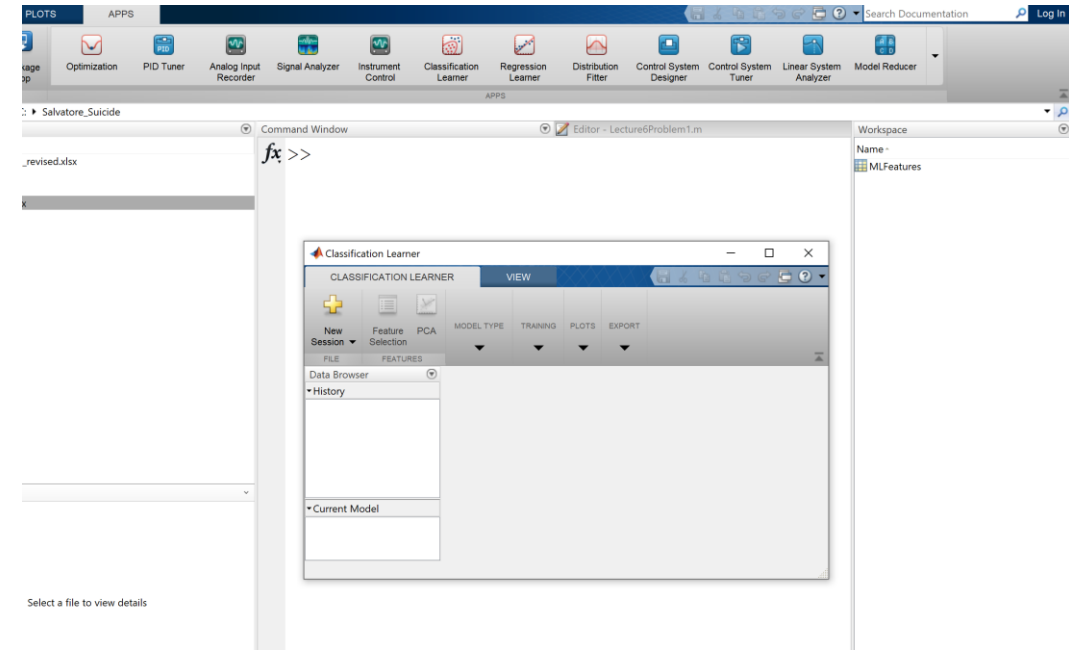 PLOTS APPS Search Documentation Log In
Optimization PID Tuner Analog Input Recorder Signal Analyzer Instrument Control Classification Learner Regression Learner Distribution Fitter Control System Designer Control System Tuner Linear System Analyzer Model Reducer
APPS
Salvatore_Suicide
Command Window Editor - Lecture6Problem1.m Workspace
fx >>
Name
_revised.xlsx
MLFeatures
x
Classification Learner
CLASSIFICATION LEARNER VIEW
New Session Feature Selection PCA MODEL TYPE TRAINING PLOTS EXPORT
FILE FEATURES
Data Browser
History
Current Model
Select a file to view details